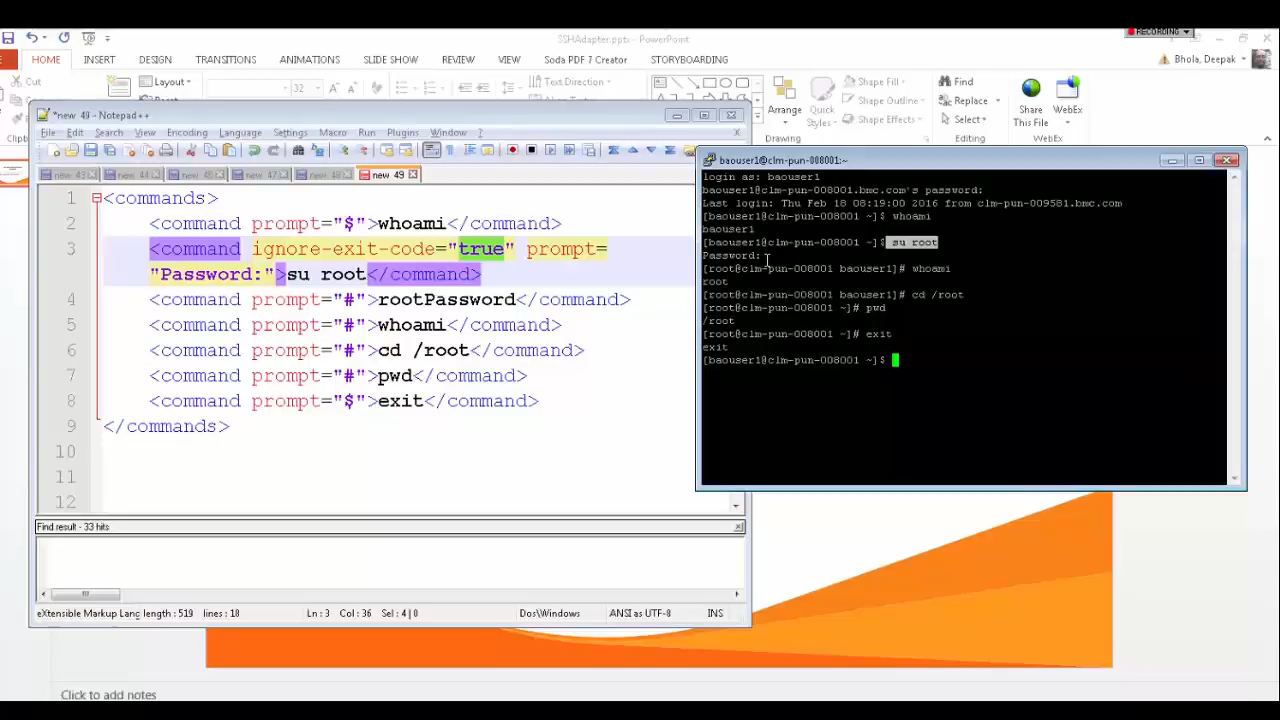 SSHAdapter.pptx - PowerPoint
RECORDING
HOME INSERT DESIGN TRANSITIONS ANIMATIONS SLIDE SHOW REVIEW VIEW Soda PDF 7 Creator STORYBOARDING
Bhola, Deepak
Cut
Layout
32
Text Direction
Arrange
Quick Styles
Shape Fill
Shape Outline
Shape Effects
Find
Replace
Select
Share This File
WebEx
Drawing
Editing
WebEx
*new 49 - Notepad++
File Edit Search View Encoding Language Settings Macro Run Plugins Window ?
X
new 49
1 <commands>
2 <command prompt="$">whoami</command>
3 <command ignore-exit-code="true" prompt=
"Password:">su root</command>
4 <command prompt="#">rootPassword</command>
5 <command prompt="#">whoami</command>
6 <command prompt="#">cd /root</command>
7 <command prompt="#">pwd</command>
8 <command prompt="$">exit</command>
9 </commands>
10
11
12
Find result - 33 hits
eXtensible Markup Lang length : 519 lines : 18 Ln : 3 Col : 36 Sel : 4 | 0 Dos\Windows ANSI as UTF-8 INS
baouser1@clm-pun-008001:~
login as: baouser1
baouser1@clm-pun-008001.bmc.com's password:
Last login: Thu Feb 18 08:19:00 2016 from clm-pun-009581.bmc.com
[baouser1@clm-pun-008001 ~]$ whoami
baouser1
[baouser1@clm-pun-008001 ~]$ su root
Password:
[root@clm-pun-008001 baouser1]# whoami
root
[root@clm-pun-008001 baouser1]# cd /root
[root@clm-pun-008001 ~]# pwd
/root
[root@clm-pun-008001 ~]# exit
exit
[baouser1@clm-pun-008001 ~]$
Click to add notes